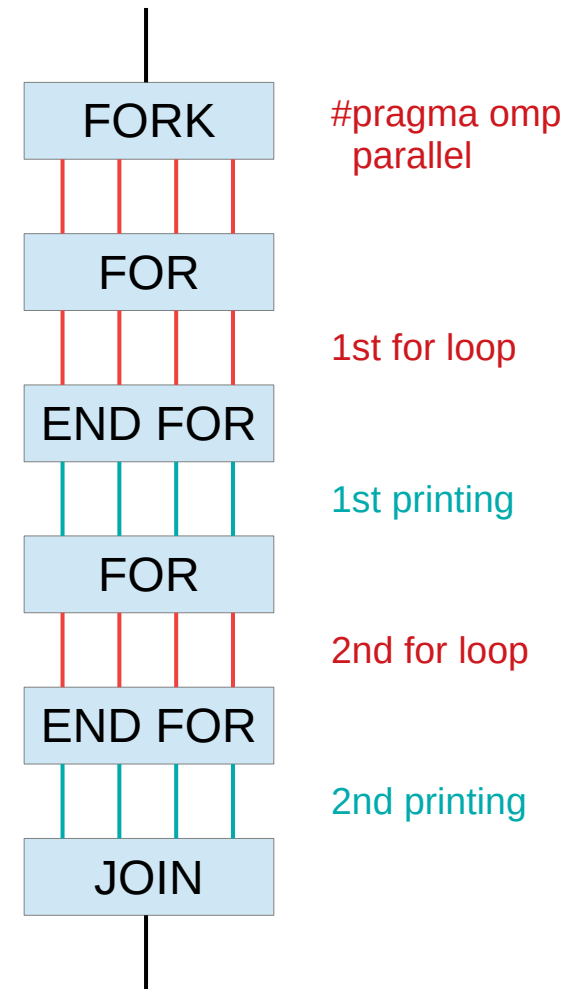 FORK
#pragma omp
parallel
FOR
1st for loop
END FOR
1st printing
FOR
2nd for loop
END FOR
2nd printing
JOIN